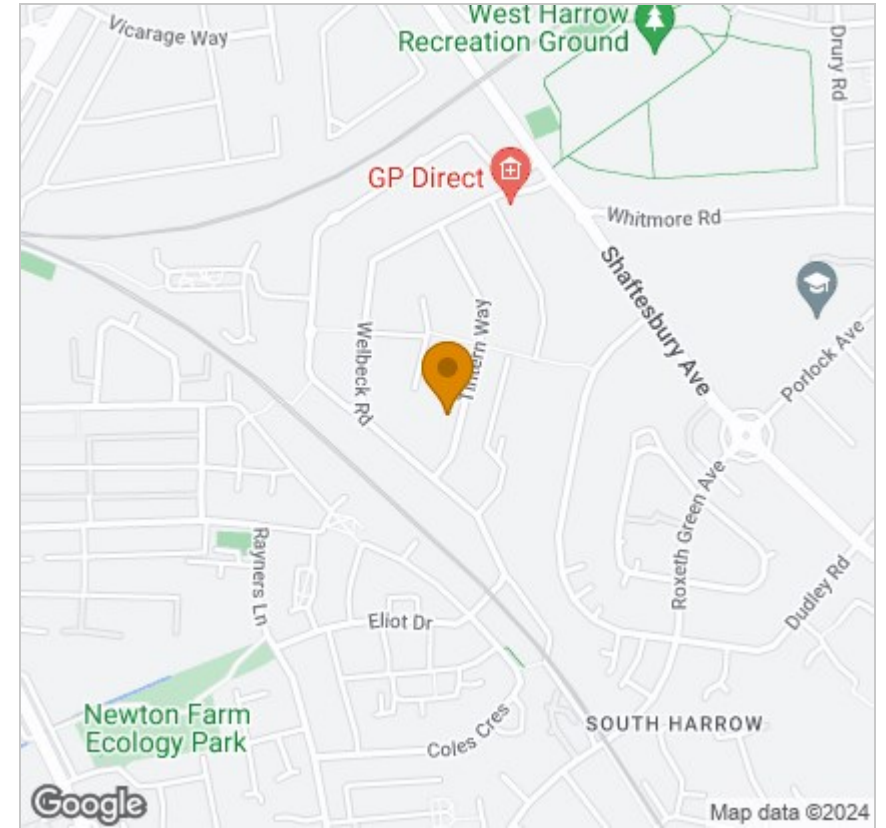 West Harrow
Recreation Ground
Vicarage Way
Drury Rd
GP Direct
Whitmore Rd
Shaftesbury Ave
Porlock Ave
Welbeck Rd
Tintern Way
Roxeth Green Ave
Rayners Ln
Dudley Rd
Eliot Dr
Newton Farm
Ecology Park
Coles Cres
SOUTH HARROW
Google
Map data ©2024